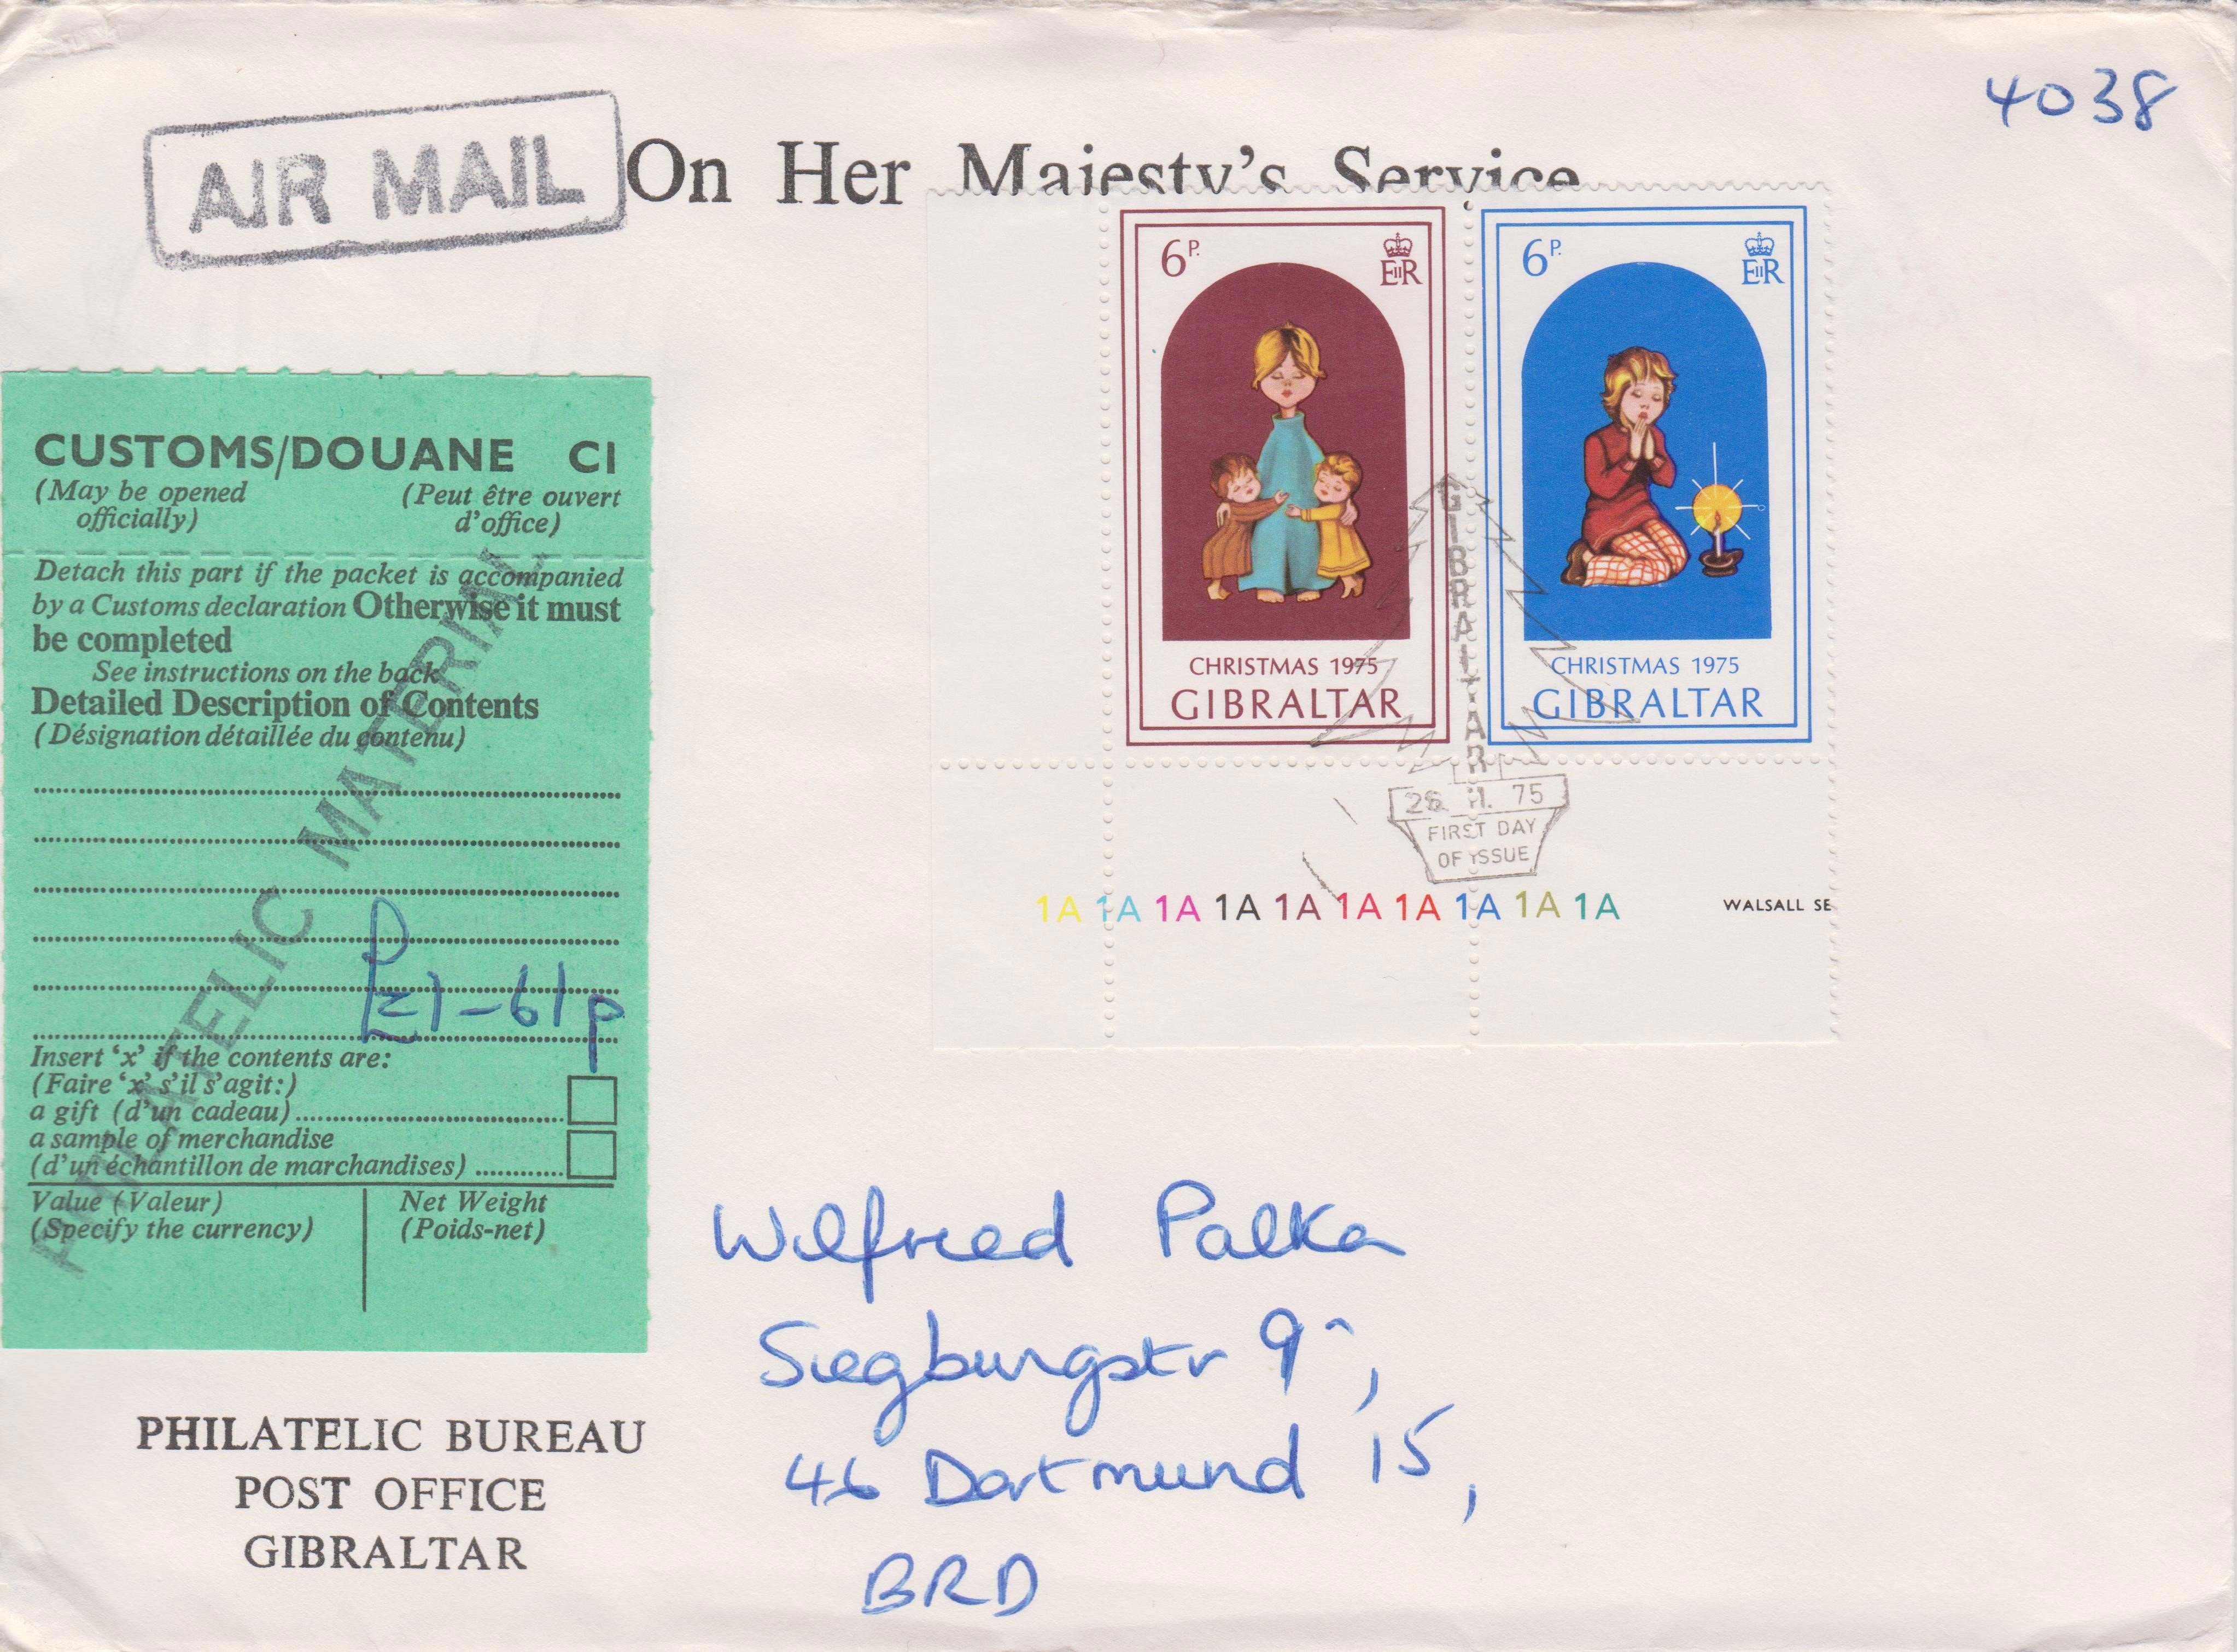 4038
AIR MAIL
On Her Majesty's Service
6P. EIIR
CHRISTMAS 1975
GIBRALTAR
6P. EIIR
CHRISTMAS 1975
GIBRALTAR
GIBRALTAR
26. 11. 75
FIRST DAY
OF ISSUE
1A 1A 1A 1A 1A 1A 1A 1A 1A 1A
WALSALL SE
CUSTOMS/DOUANE C1
(May be opened officially) (Peut être ouvert d'office)
Detach this part if the packet is accompanied
by a Customs declaration Otherwise it must
be completed
See instructions on the back
Detailed Description of Contents
(Désignation détaillée du contenu)
PHILATELIC MATERIAL
£1-61p
Insert 'x' if the contents are:
(Faire 'x' s'il s'agit:)
a gift (d'un cadeau)
a sample of merchandise
(d'un échantillon de marchandises)
Value (Valeur) Net Weight
(Specify the currency) (Poids-net)
PHILATELIC BUREAU
POST OFFICE
GIBRALTAR
Wilfried Palka
Siegburgstr 9,
46 Dortmund 15,
BRD